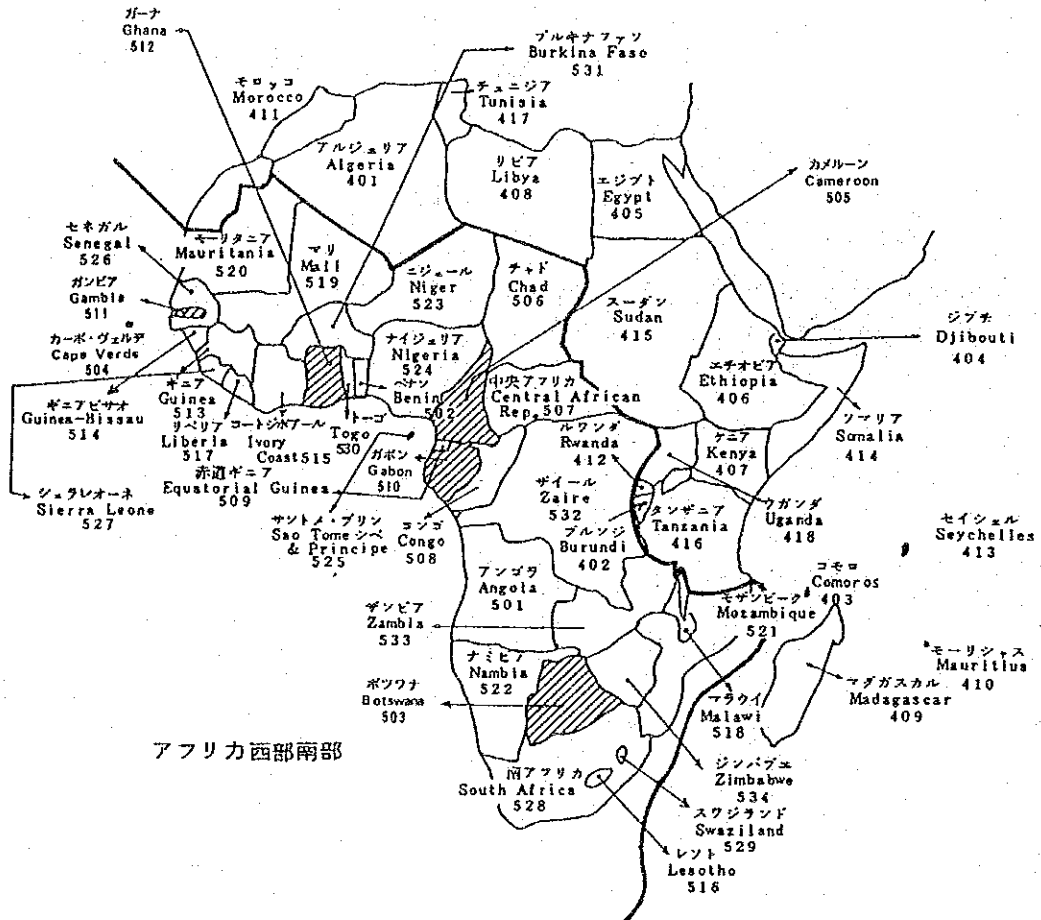 ガーナ
Ghana
512
ブルキナファソ
Burkina Faso
531
モロッコ
Morocco
411
チュニジア
Tunisia
417
アルジェリア
Algeria
401
リビア
Libya
408
エジプト
Egypt
405
カメルーン
Cameroon
505
セネガル
Senegal
526
モーリタニア
Mauritania
520
マリ
Mali
519
ニジェール
Niger
523
チャド
Chad
506
スーダン
Sudan
415
ガンビア
Gambia
511
カーボ・ヴェルデ
Cape Verde
504
ナイジェリア
Nigeria
524
ベナン
Benin
502
中央アフリカ
Central African
Rep. 507
エチオピア
Ethiopia
406
ジブチ
Djibouti
404
ギニアビサオ
Guinea-Bissau
514
ギニア
Guinea
513
リベリア
Liberia
517
コートジボアール
Ivory
Coast 515
トーゴ
Togo
530
ガボン
Gabon
510
ルワンダ
Rwanda
412
ケニア
Kenya
407
ソマリア
Somalia
414
赤道ギニア
Equatorial Guinea
509
シェラレオーネ
Sierra Leone
527
サントメ・プリン
Sao Tome シペ
& Principe
525
コンゴ
Congo
508
ザイール
Zaire
532
ブルンジ
Burundi
402
タンザニア
Tanzania
416
ウガンダ
Uganda
418
セイシェル
Seychelles
413
コモロ
Comoros
403
アンゴラ
Angola
501
ザンビア
Zambia
533
モザンビーク
Mozambique
521
モーリシャス
Mauritius
410
マダガスカル
Madagascar
409
ナミビア
Nambia
522
ボツワナ
Botswana
503
マラウイ
Malawi
518
アフリカ西部南部
南アフリカ
South Africa
528
ジンバブエ
Zimbabwe
534
スワジランド
Swaziland
529
レソト
Lesotho
516